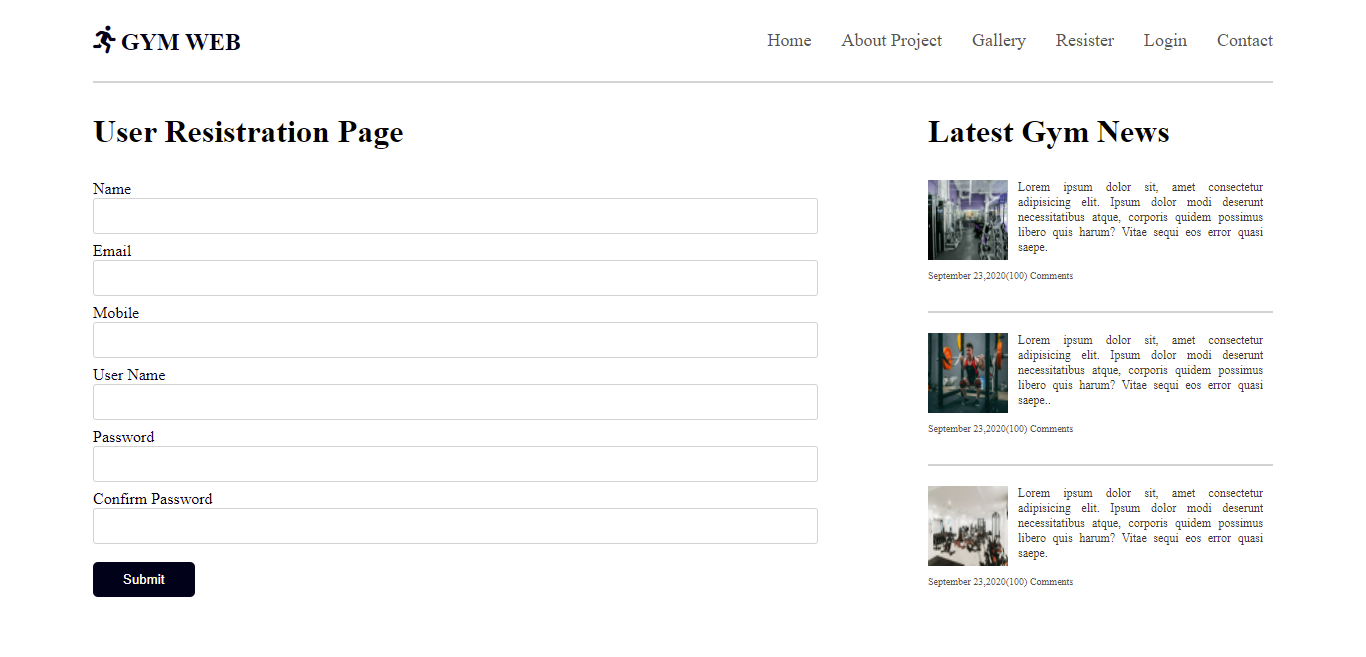 GYM WEB
Home About Project Gallery Resister Login Contact
User Resistration Page
Name
Email
Mobile
User Name
Password
Confirm Password
Submit
Latest Gym News
Lorem ipsum dolor sit, amet consectetur
adipisicing elit. Ipsum dolor modi deserunt
necessitatibus atque, corporis quidem possimus
libero quis harum? Vitae sequi eos error quasi
saepe.
September 23,2020(100) Comments
Lorem ipsum dolor sit, amet consectetur
adipisicing elit. Ipsum dolor modi deserunt
necessitatibus atque, corporis quidem possimus
libero quis harum? Vitae sequi eos error quasi
saepe..
September 23,2020(100) Comments
Lorem ipsum dolor sit, amet consectetur
adipisicing elit. Ipsum dolor modi deserunt
necessitatibus atque, corporis quidem possimus
libero quis harum? Vitae sequi eos error quasi
saepe.
September 23,2020(100) Comments